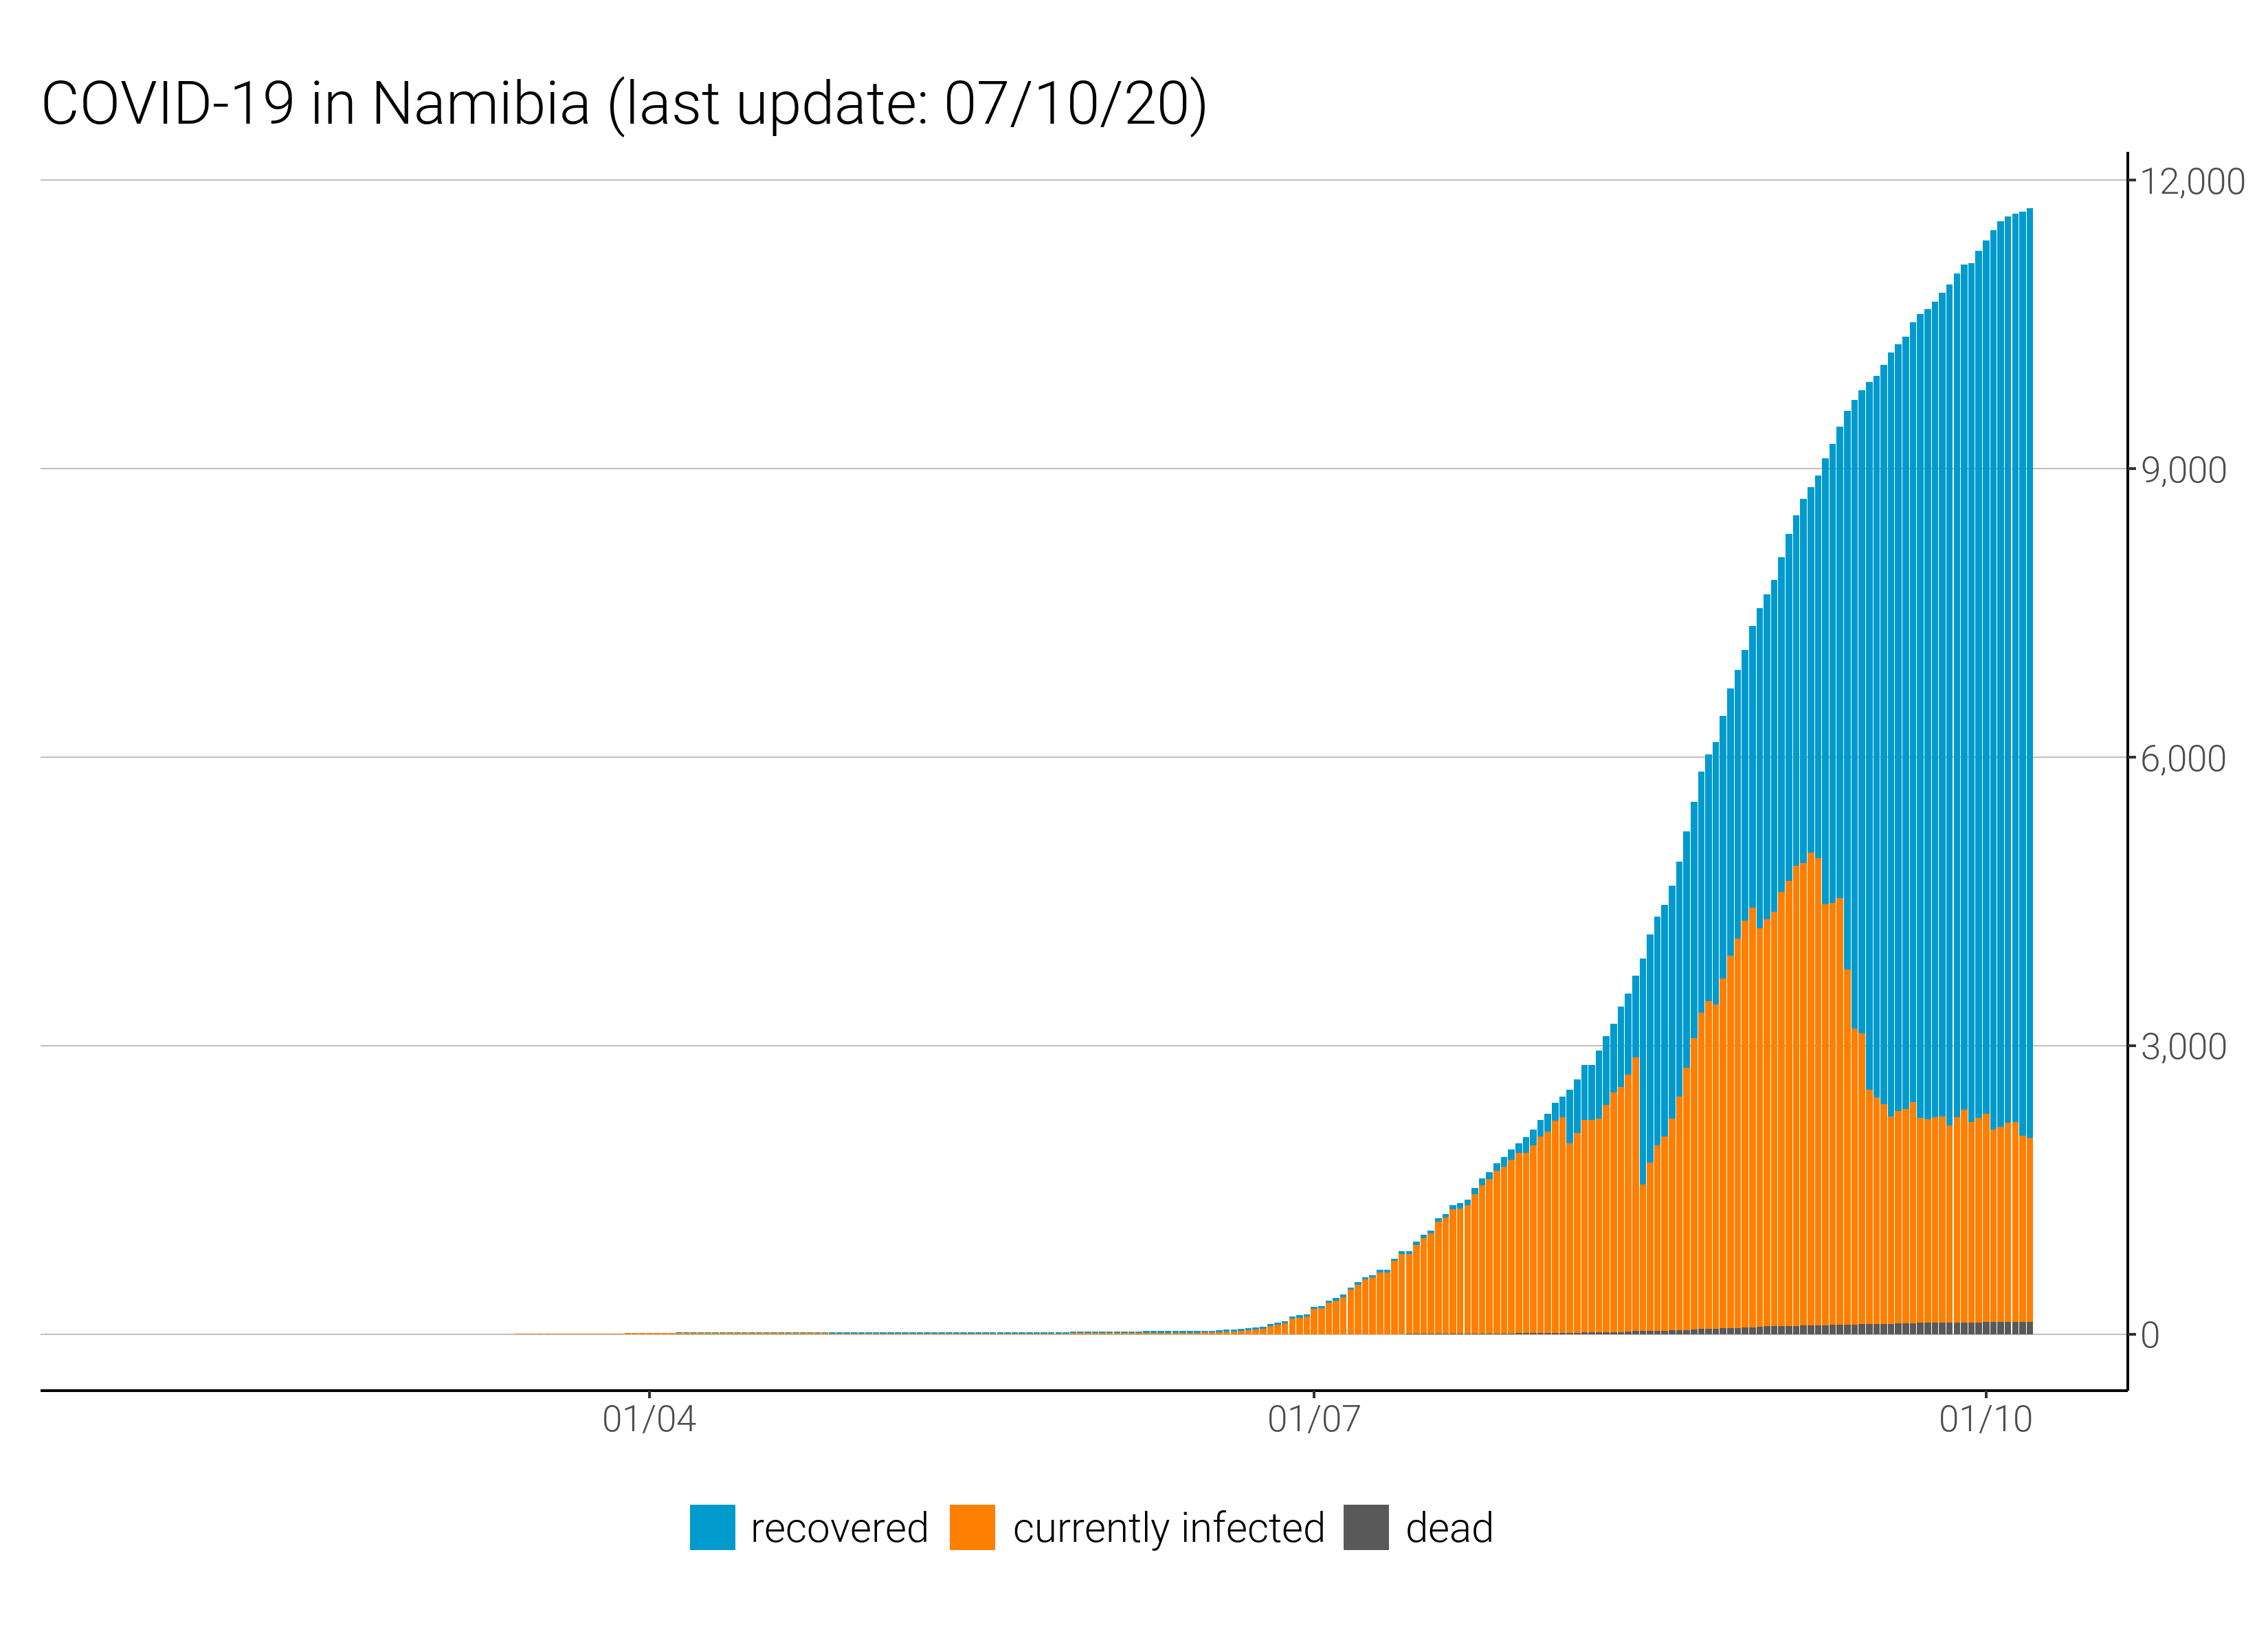 COVID-19 in Namibia (last update: 07/10/20)
12,000
9,000
6,000
3,000
0
01/04 01/07 01/10
recovered currently infected dead